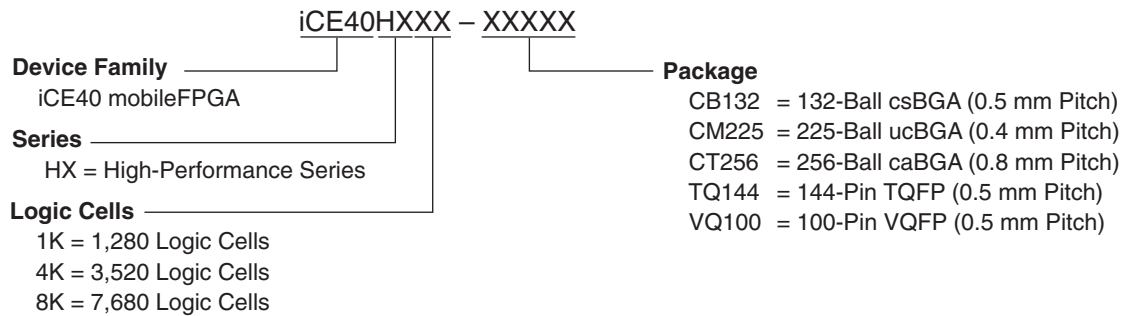 iCE40HXXX – XXXXX
Device Family
iCE40 mobileFPGA
Series
HX = High-Performance Series
Logic Cells
1K = 1,280 Logic Cells
4K = 3,520 Logic Cells
8K = 7,680 Logic Cells
Package
CB132 = 132-Ball csBGA (0.5 mm Pitch)
CM225 = 225-Ball ucBGA (0.4 mm Pitch)
CT256 = 256-Ball caBGA (0.8 mm Pitch)
TQ144 = 144-Pin TQFP (0.5 mm Pitch)
VQ100 = 100-Pin VQFP (0.5 mm Pitch)